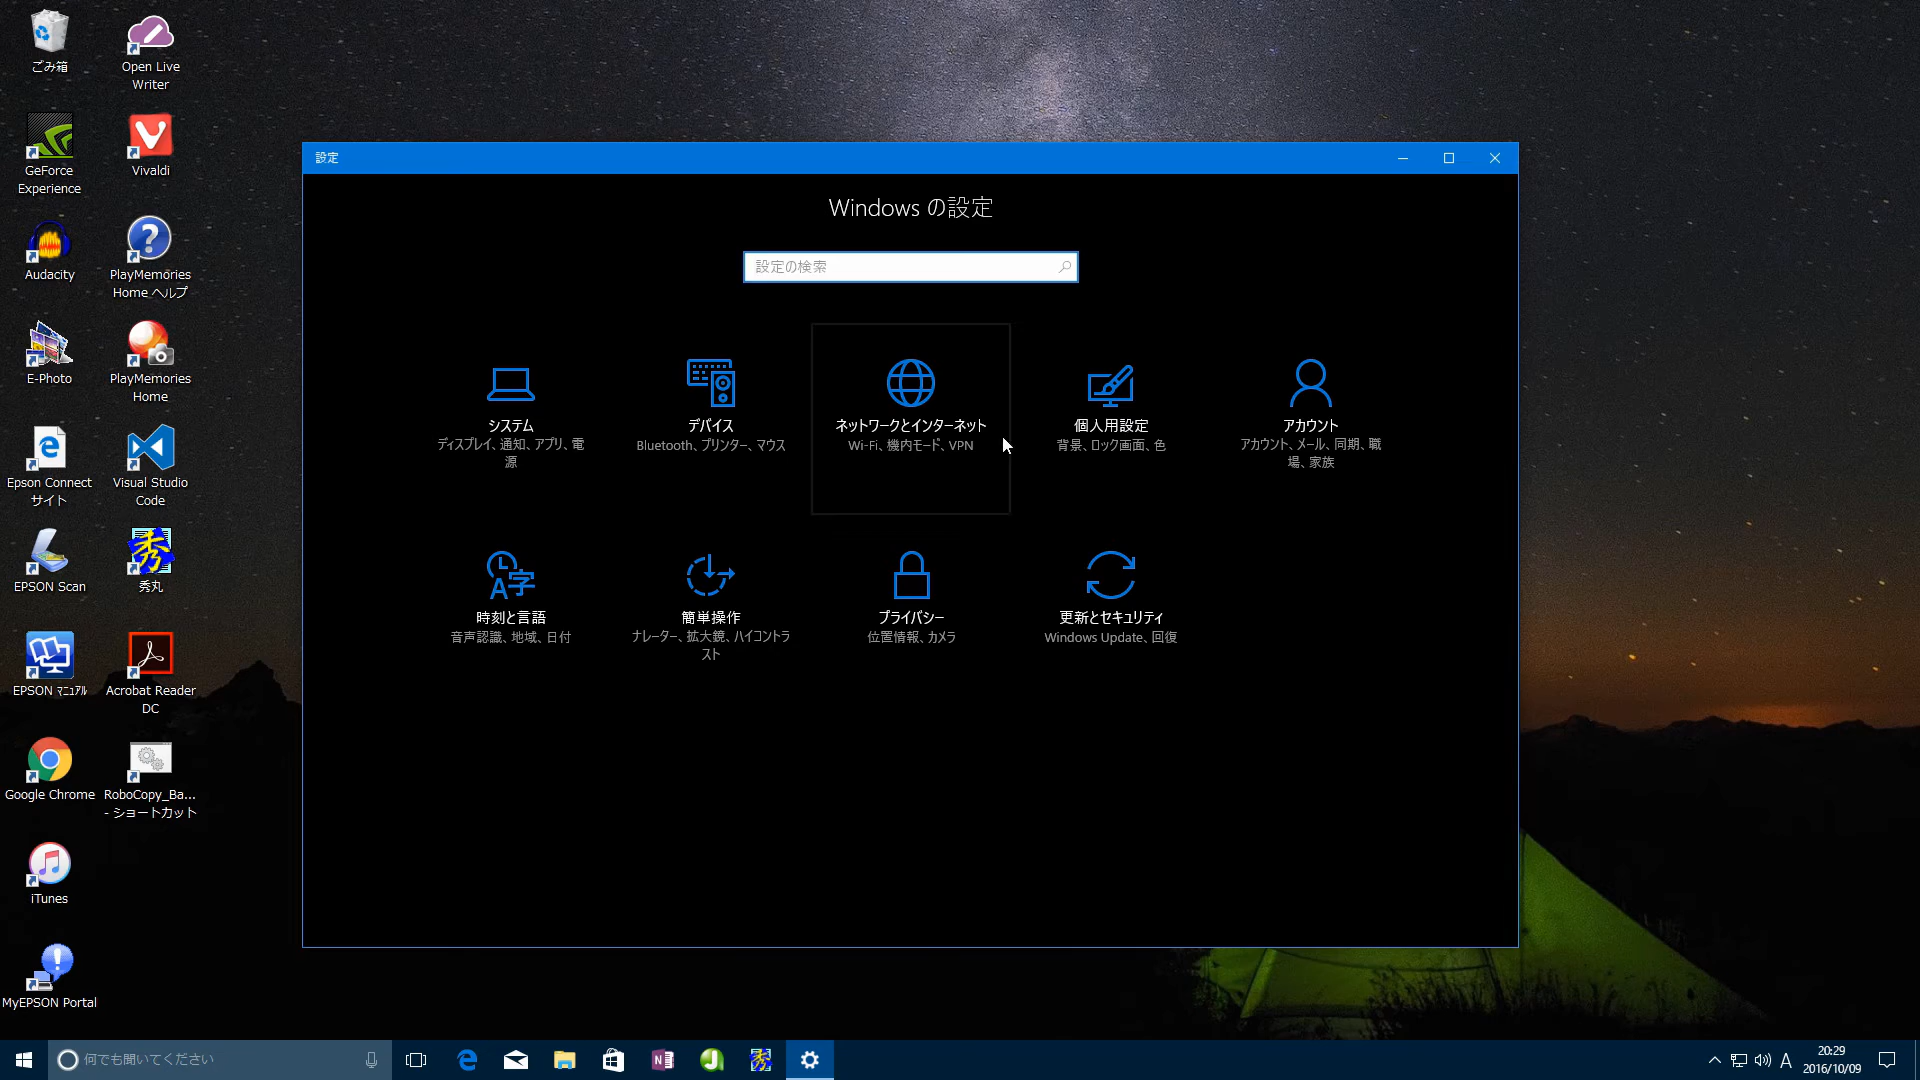 ごみ箱
Open Live
Writer
GeForce
Experience
Vivaldi
Audacity
PlayMemories
Home ヘルプ
E-Photo
PlayMemories
Home
Epson Connect
サイト
Visual Studio
Code
EPSON Scan
秀
秀丸
EPSON ﾏﾆｭｱﾙ
Acrobat Reader
DC
Google Chrome
RoboCopy_Ba...
- ショートカット
iTunes
MyEPSON Portal
設定
Windows の設定
設定の検索
システム
ディスプレイ、通知、アプリ、電
源
デバイス
Bluetooth、プリンター、マウス
ネットワークとインターネット
Wi-Fi、機内モード、VPN
個人用設定
背景、ロック画面、色
アカウント
アカウント、メール、同期、職
場、家族
時刻と言語
音声認識、地域、日付
簡単操作
ナレーター、拡大鏡、ハイコントラ
スト
プライバシー
位置情報、カメラ
更新とセキュリティ
Windows Update、回復
何でも聞いてください
A
20:29
2016/10/09